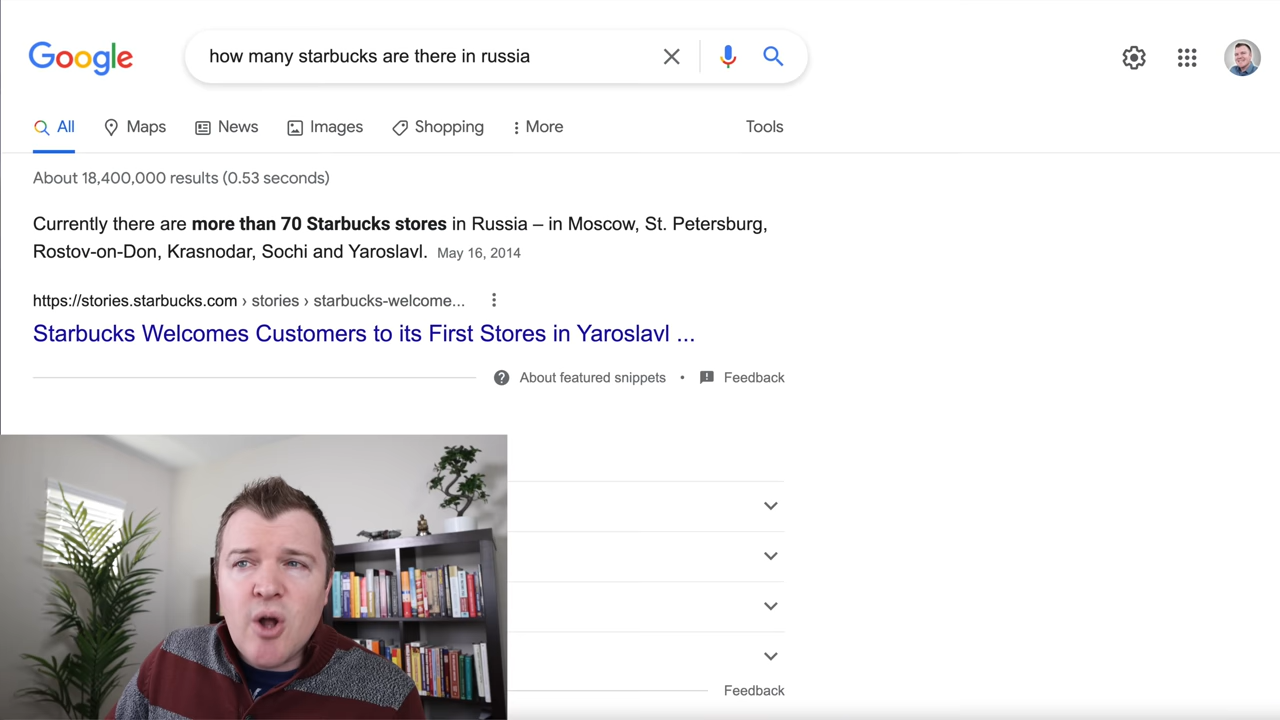 Google
how many starbucks are there in russia
All Maps News Images Shopping More Tools
About 18,400,000 results (0.53 seconds)
Currently there are more than 70 Starbucks stores in Russia – in Moscow, St. Petersburg,
Rostov-on-Don, Krasnodar, Sochi and Yaroslavl. May 16, 2014
https://stories.starbucks.com › stories › starbucks-welcome...
Starbucks Welcomes Customers to its First Stores in Yaroslavl ...
About featured snippets • Feedback
Feedback